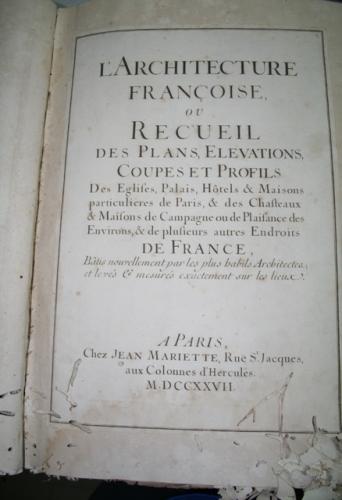 L'ARCHITECTURE
FRANÇOISE,
OU
RECUEIL
DES PLANS, ELEVATIONS,
COUPES ET PROFILS
Des Eglises, Palais, Hôtels & Maisons
particulieres de Paris, & des Chasteaux
& Maisons de Campagne ou de Plaisance des
Environs, & de plusieurs autres Endroits
DE FRANCE,
Bâtis nouvellement par les plus habils Architectes,
et levés & mesurés exactement sur les lieux.
A PARIS,
Chez JEAN MARIETTE, Rue St. Jacques,
aux Colonnes d'Hercules.
M.DCCXXVII